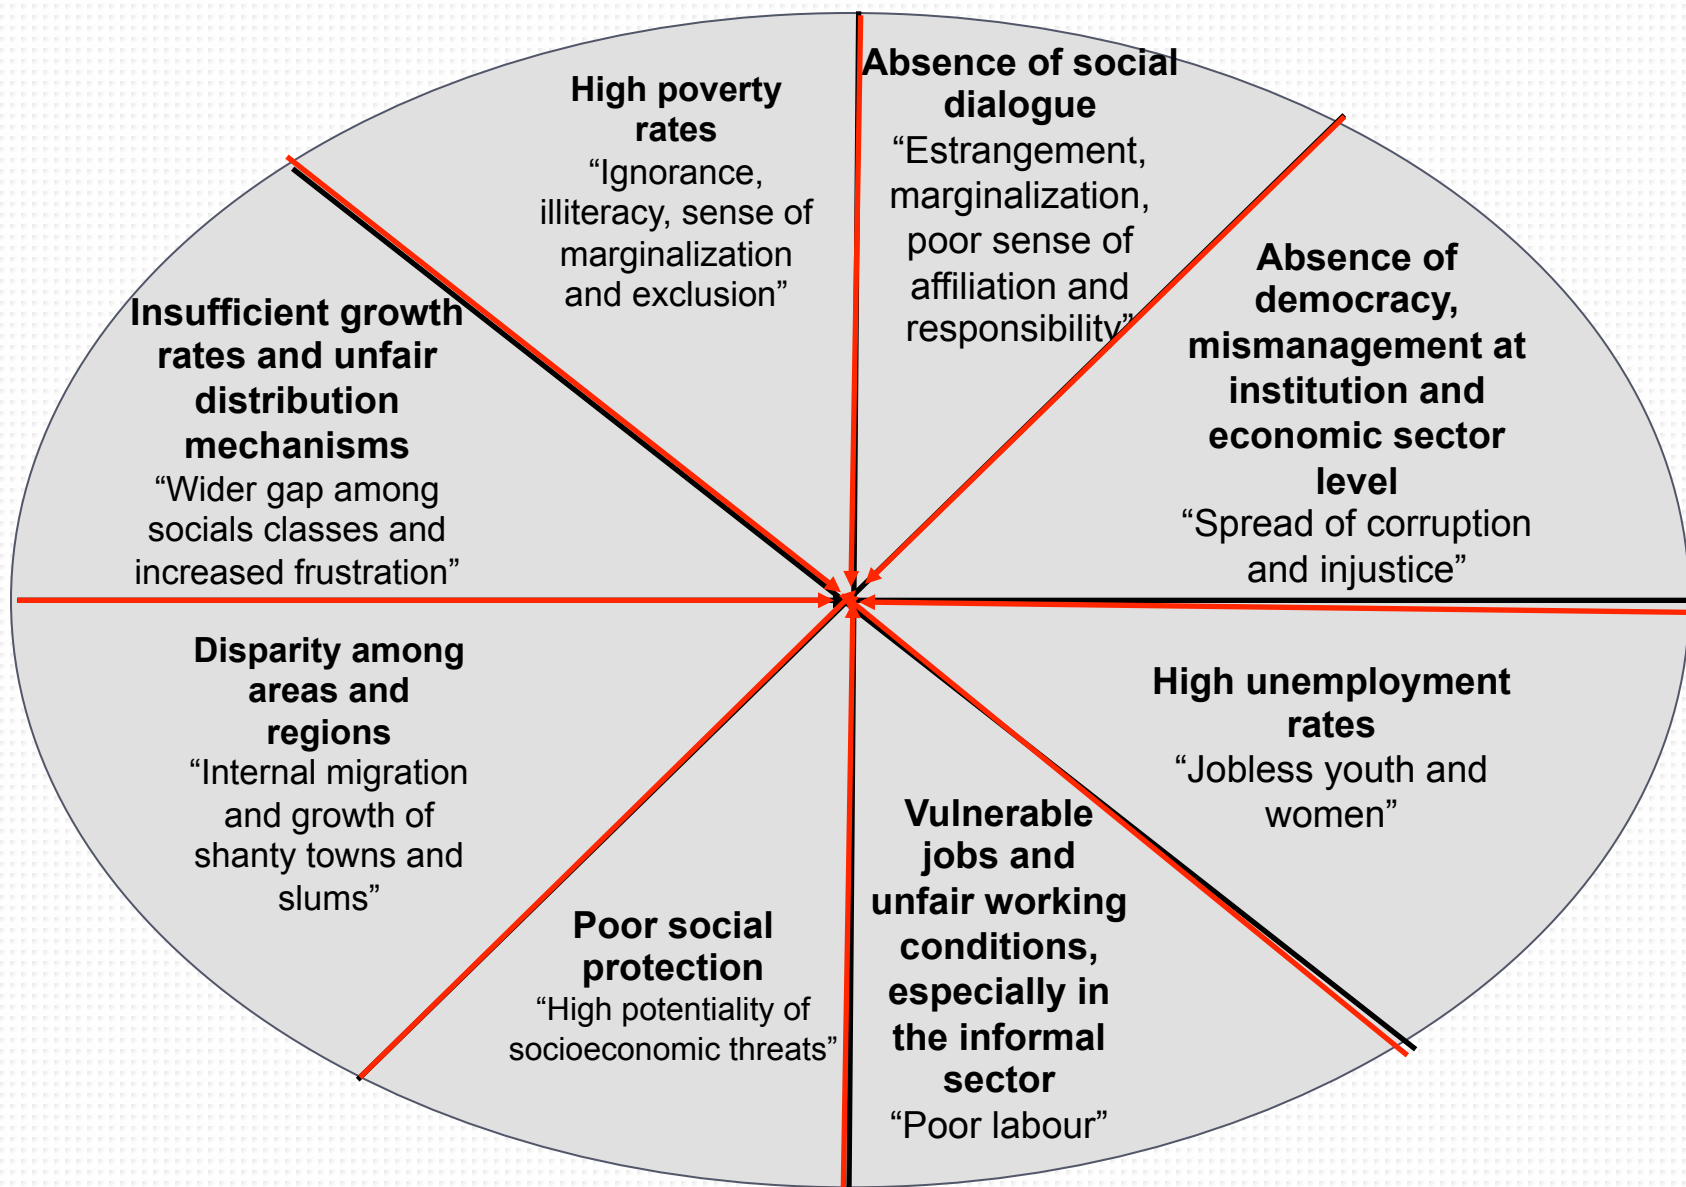 High poverty
rates
“Ignorance,
illiteracy, sense of
marginalization
and exclusion”
Absence of social
dialogue
“Estrangement,
marginalization,
poor sense of
affiliation and
responsibility”
Absence of
democracy,
mismanagement at
institution and
economic sector
level
“Spread of corruption
and injustice”
High unemployment
rates
“Jobless youth and
women”
Vulnerable
jobs and
unfair working
conditions,
especially in
the informal
sector
“Poor labour”
Poor social
protection
“High potentiality of
socioeconomic threats”
Disparity among
areas and
regions
“Internal migration
and growth of
shanty towns and
slums”
Insufficient growth
rates and unfair
distribution
mechanisms
“Wider gap among
socials classes and
increased frustration”